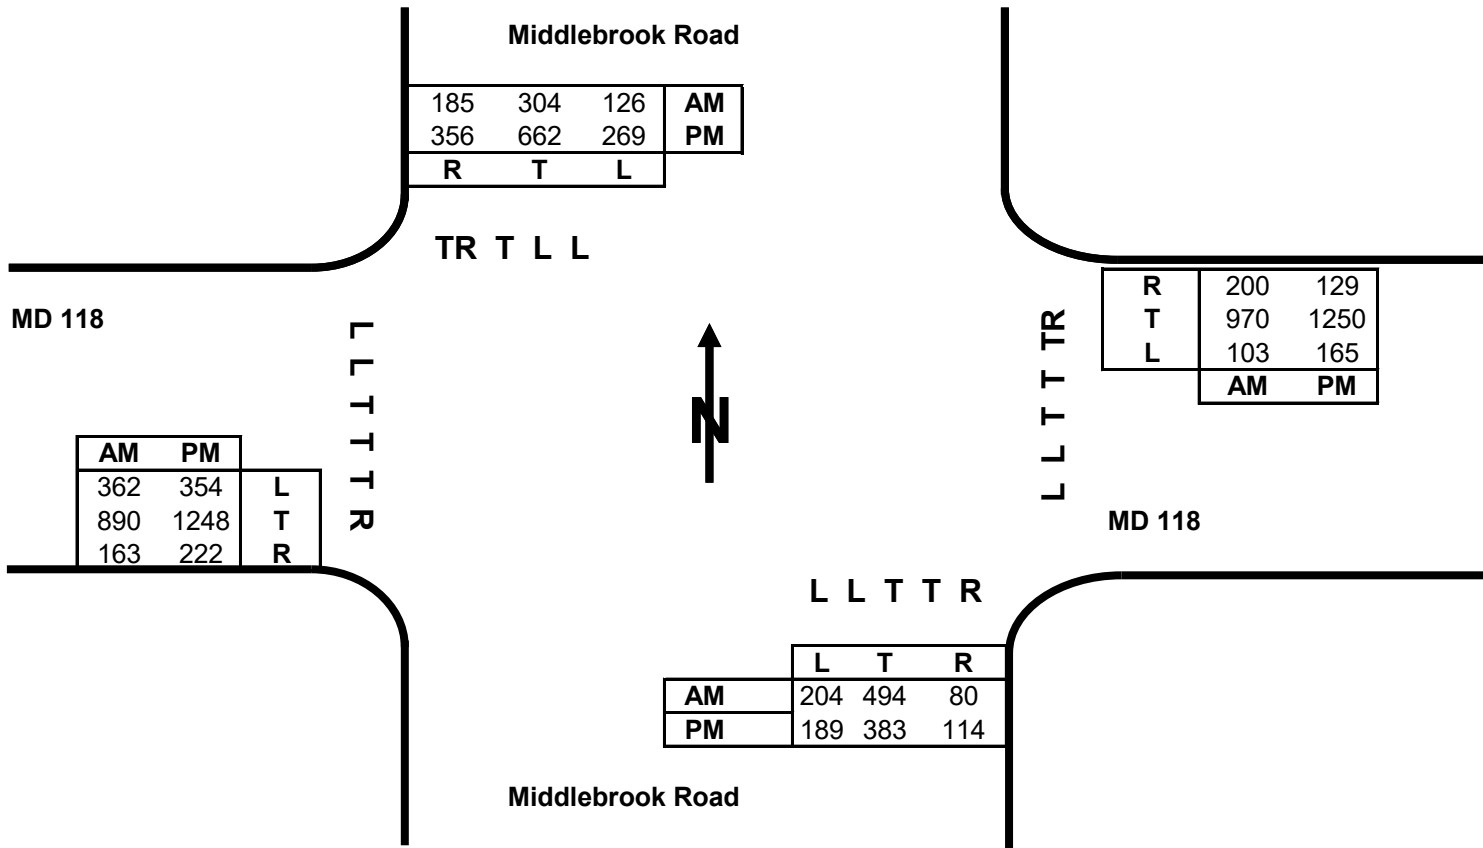 Middlebrook Road
185 304 126 AM
356 662 269 PM
R T L
TR T L L
MD 118
L L T T T R
AM PM
362 354 L
890 1248 T
163 222 R
N
L L T T TR
R 200 129
T 970 1250
L 103 165
AM PM
MD 118
L L T T R
L T R
AM 204 494 80
PM 189 383 114
Middlebrook Road